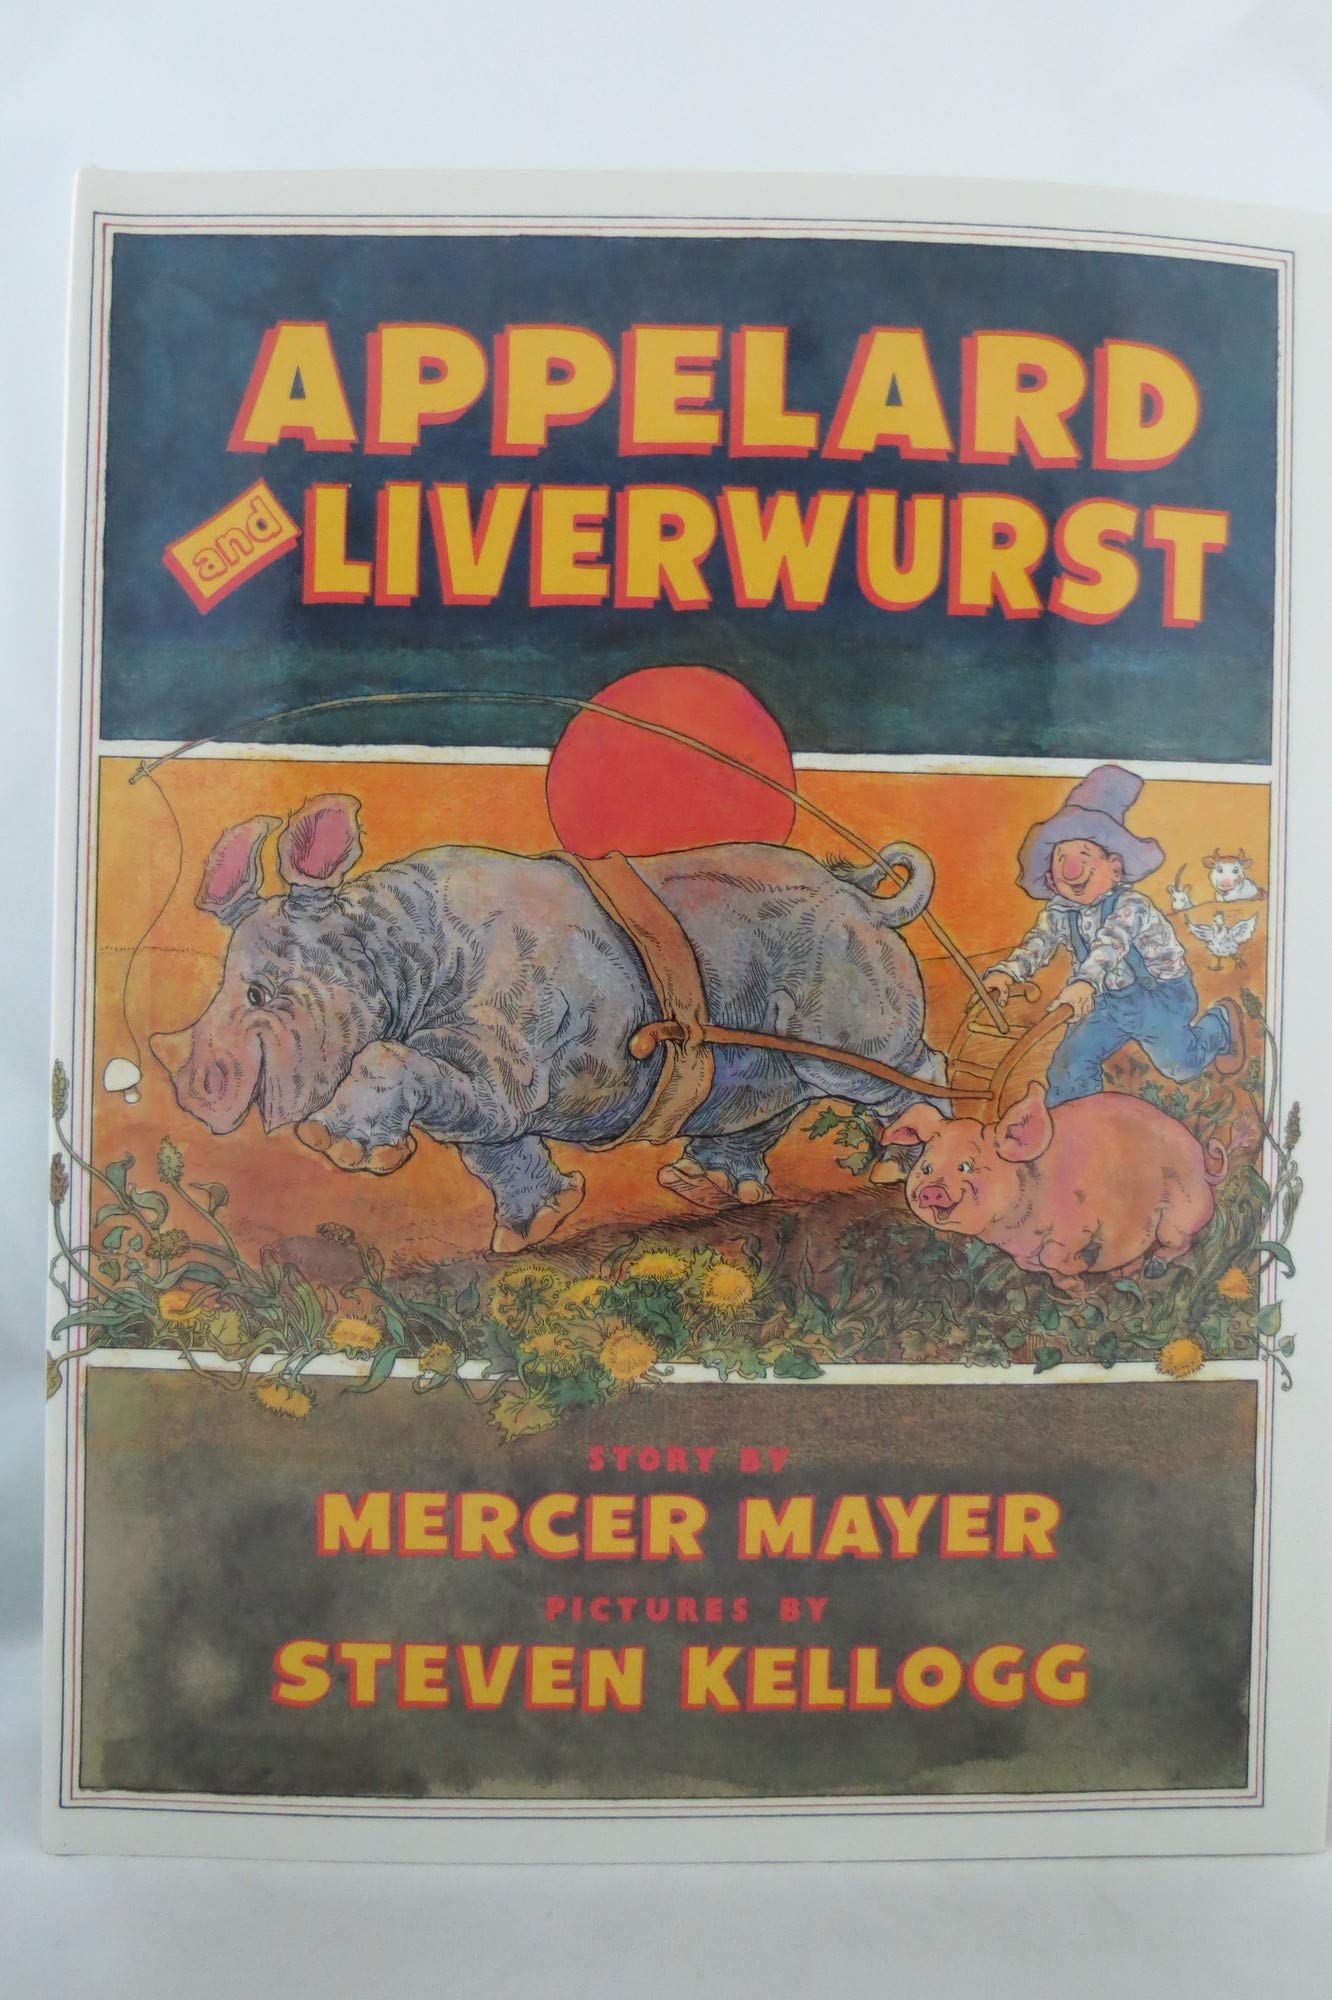 APPELARD
and LIVERWURST
STORY BY
MERCER MAYER
PICTURES BY
STEVEN KELLOGG